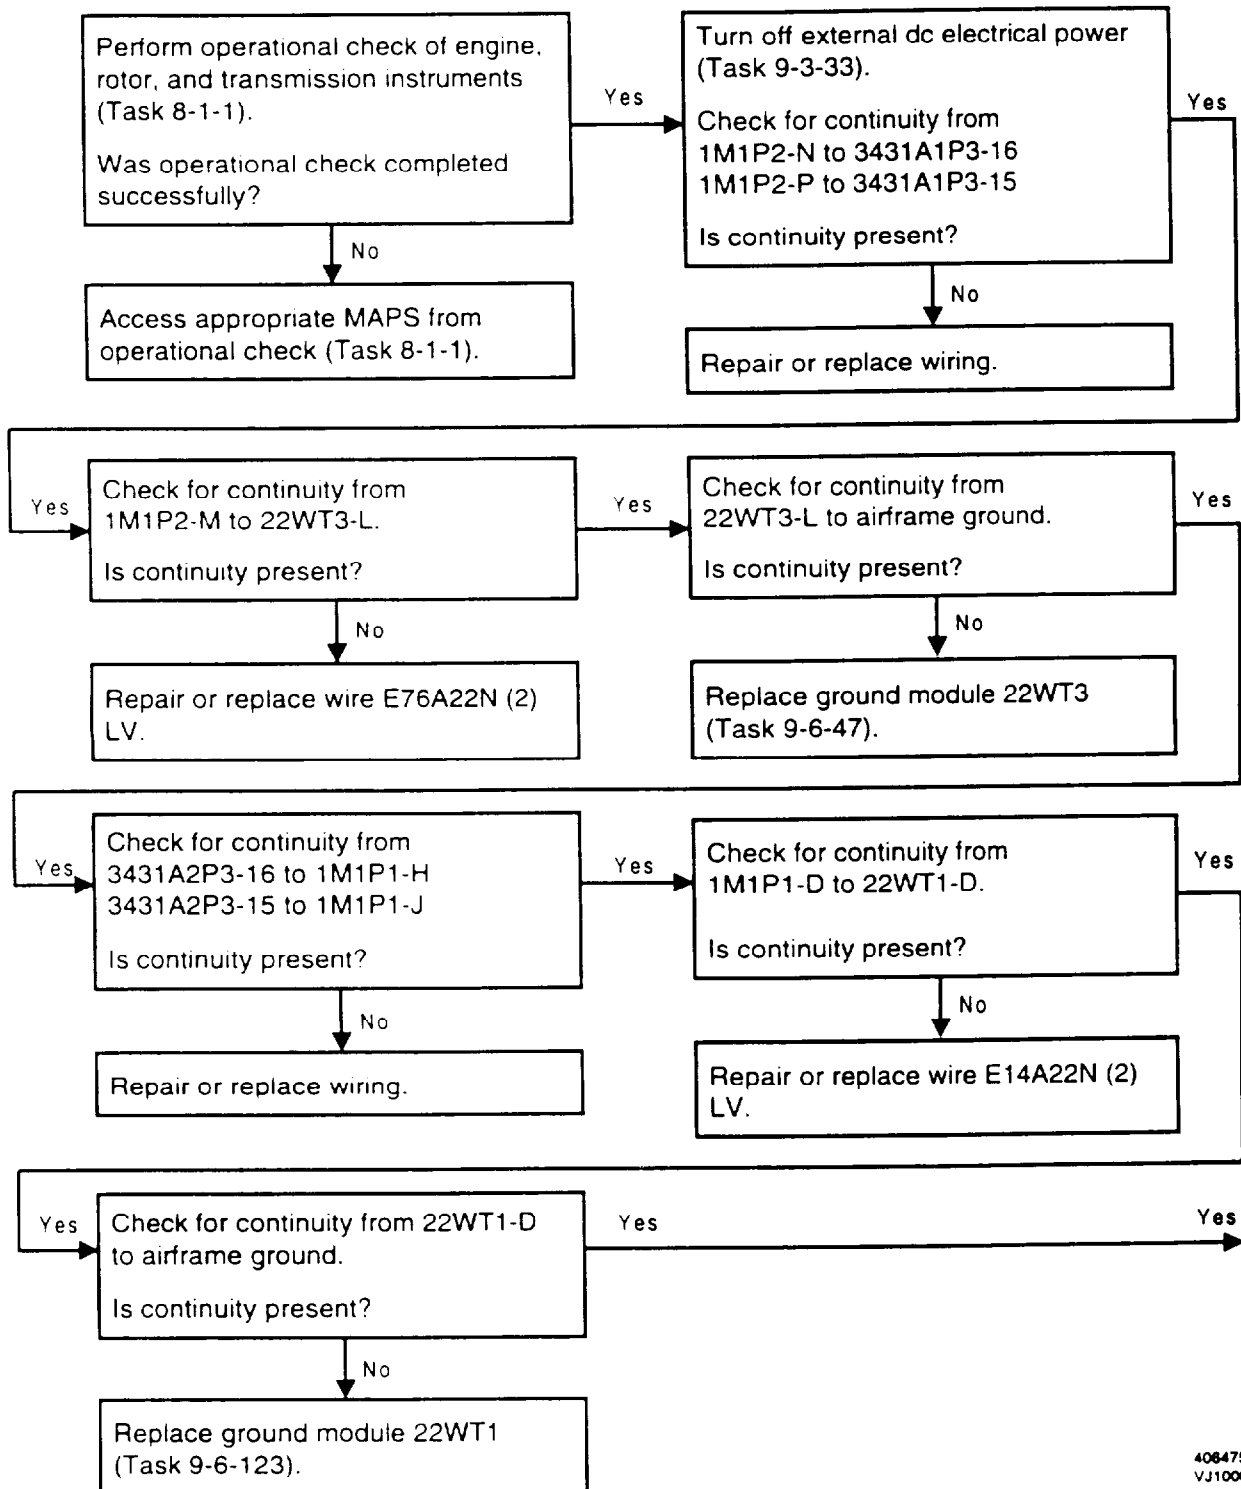 Perform operational check of engine,
rotor, and transmission instruments
(Task 8-1-1).
Was operational check completed
successfully?
Yes
Turn off external dc electrical power
(Task 9-3-33).
Check for continuity from
1M1P2-N to 3431A1P3-16
1M1P2-P to 3431A1P3-15
Is continuity present?
Yes
No
Access appropriate MAPS from
operational check (Task 8-1-1).
No
Repair or replace wiring.
Yes
Check for continuity from
1M1P2-M to 22WT3-L.
Is continuity present?
Yes
Check for continuity from
22WT3-L to airframe ground.
Is continuity present?
Yes
No
Repair or replace wire E76A22N (2)
LV.
No
Replace ground module 22WT3
(Task 9-6-47).
Yes
Check for continuity from
3431A2P3-16 to 1M1P1-H
3431A2P3-15 to 1M1P1-J
Is continuity present?
Yes
Check for continuity from
1M1P1-D to 22WT1-D.
Is continuity present?
Yes
No
Repair or replace wiring.
No
Repair or replace wire E14A22N (2)
LV.
Yes
Check for continuity from 22WT1-D
to airframe ground.
Is continuity present?
Yes
Yes
No
Replace ground module 22WT1
(Task 9-6-123).